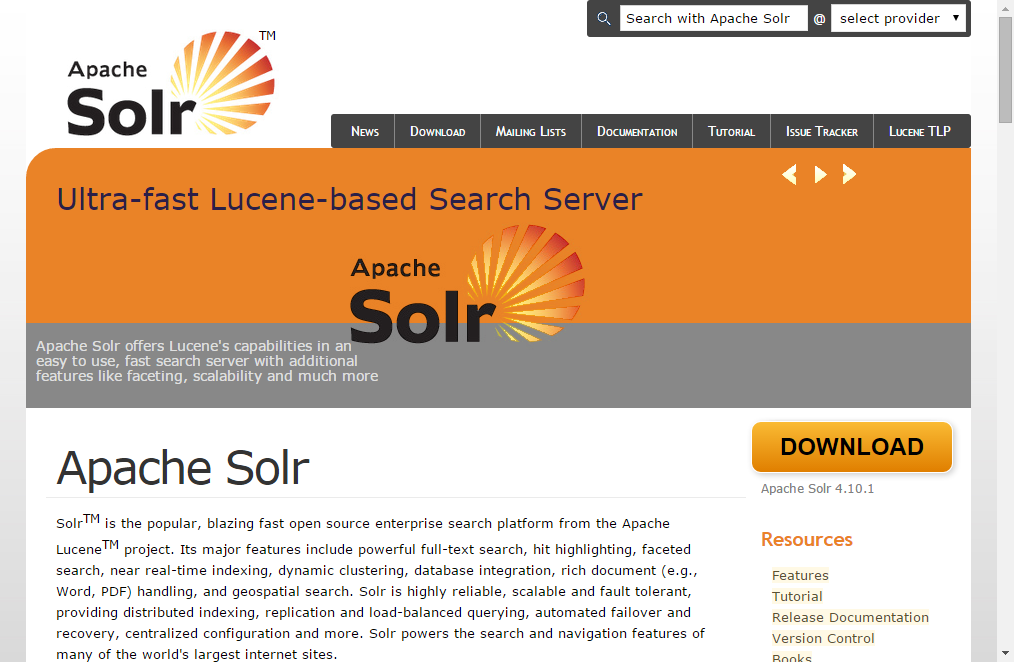 Search with Apache Solr @ select provider
Apache
Solr
TM
News Download Mailing Lists Documentation Tutorial Issue Tracker Lucene TLP
Ultra-fast Lucene-based Search Server
Apache
Solr
Apache Solr offers Lucene's capabilities in an
easy to use, fast search server with additional
features like faceting, scalability and much more
Apache Solr
Solr™ is the popular, blazing fast open source enterprise search platform from the Apache
Lucene™ project. Its major features include powerful full-text search, hit highlighting, faceted
search, near real-time indexing, dynamic clustering, database integration, rich document (e.g.,
Word, PDF) handling, and geospatial search. Solr is highly reliable, scalable and fault tolerant,
providing distributed indexing, replication and load-balanced querying, automated failover and
recovery, centralized configuration and more. Solr powers the search and navigation features of
many of the world's largest internet sites.
DOWNLOAD
Apache Solr 4.10.1
Resources
Features
Tutorial
Release Documentation
Version Control
Books